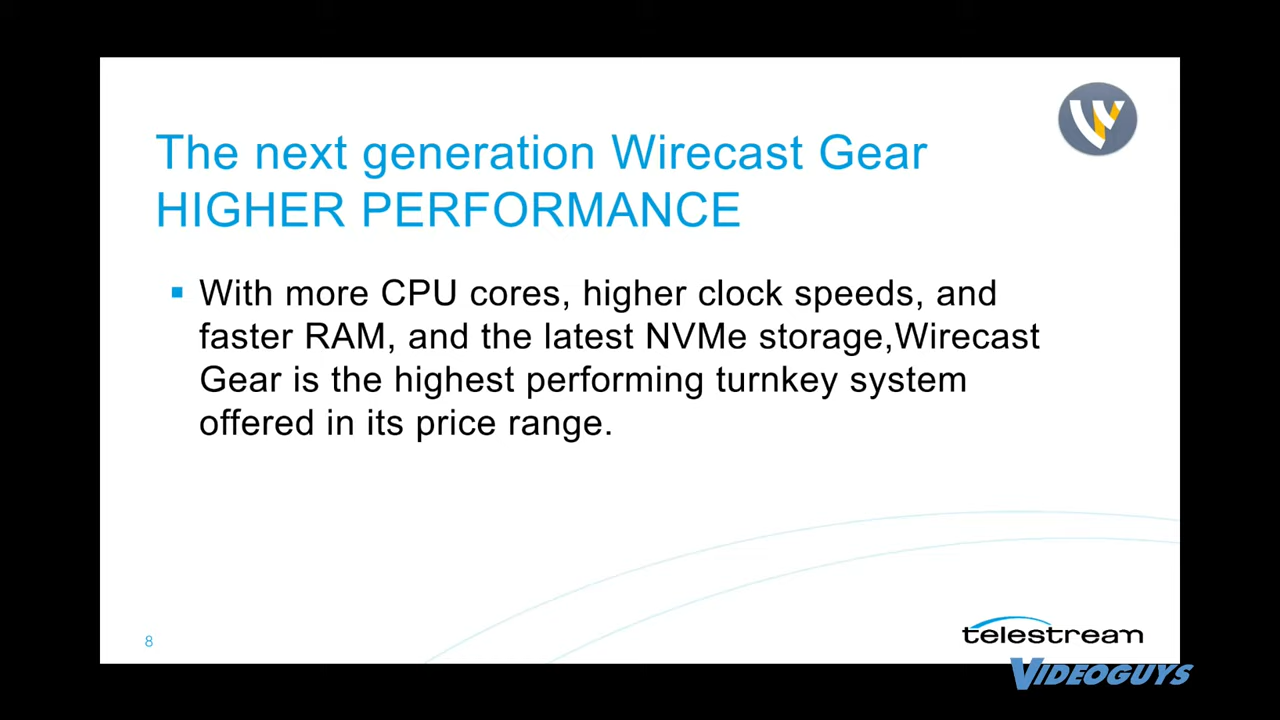 The next generation Wirecast Gear
HIGHER PERFORMANCE
With more CPU cores, higher clock speeds, and
faster RAM, and the latest NVMe storage,Wirecast
Gear is the highest performing turnkey system
offered in its price range.
8
telestream
VIDEOGUYS